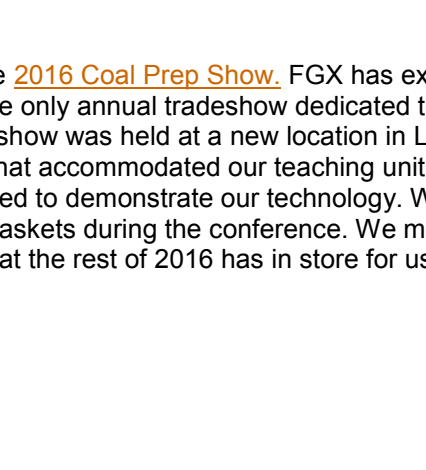 e 2016 Coal Prep Show. FGX has ex
e only annual tradeshow dedicated t
show was held at a new location in L
hat accommodated our teaching unit
ed to demonstrate our technology. W
askets during the conference. We m
at the rest of 2016 has in store for us